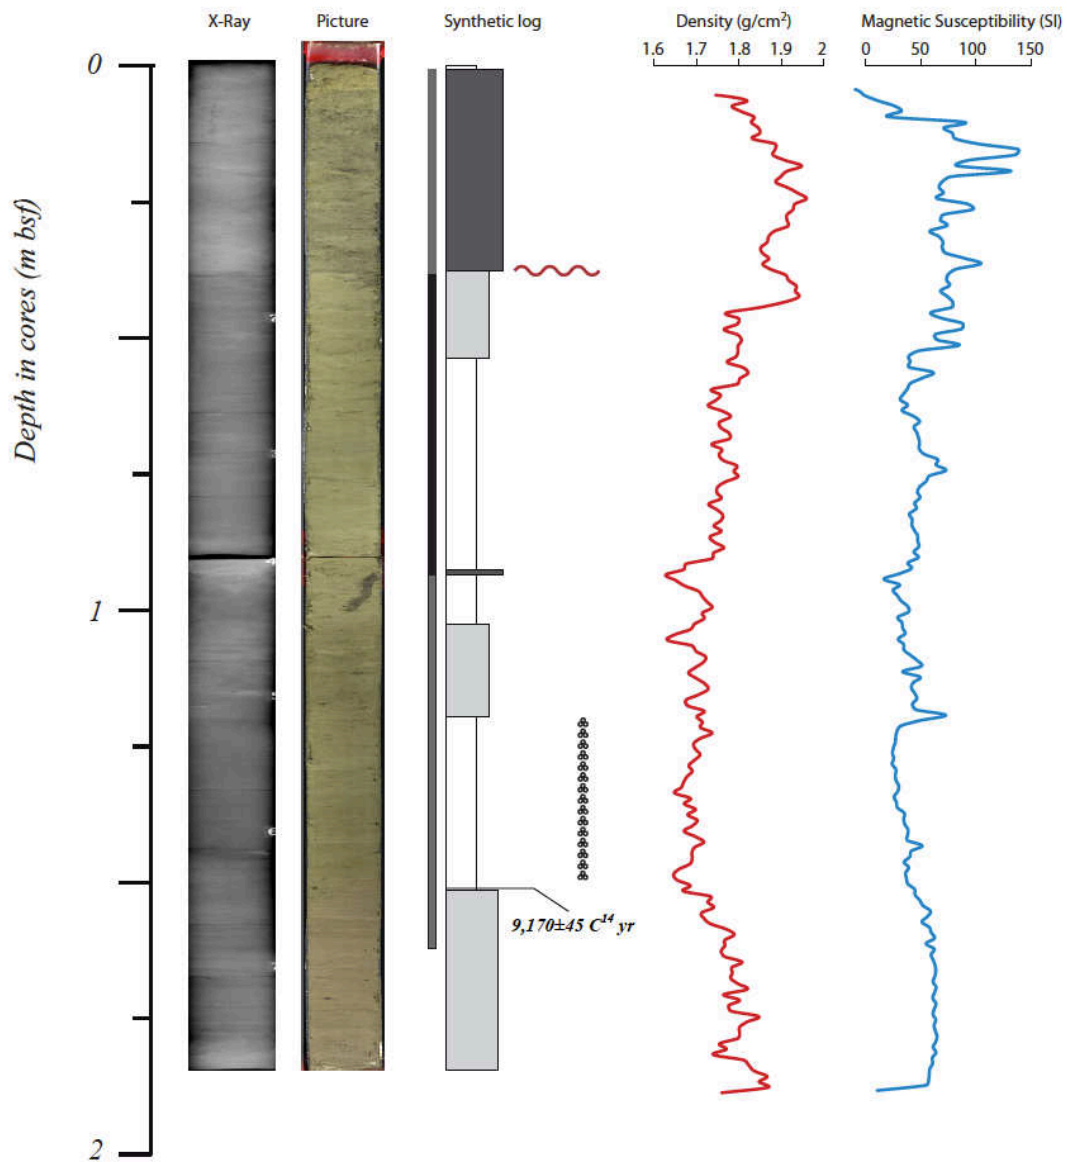 X-Ray
Picture
Synthetic log
Density (g/cm²)
Magnetic Susceptibility (SI)
1.6 1.7 1.8 1.9 2
0 50 100 150
0
Depth in cores (m bsf)
1
9,170±45 C¹⁴ yr
2